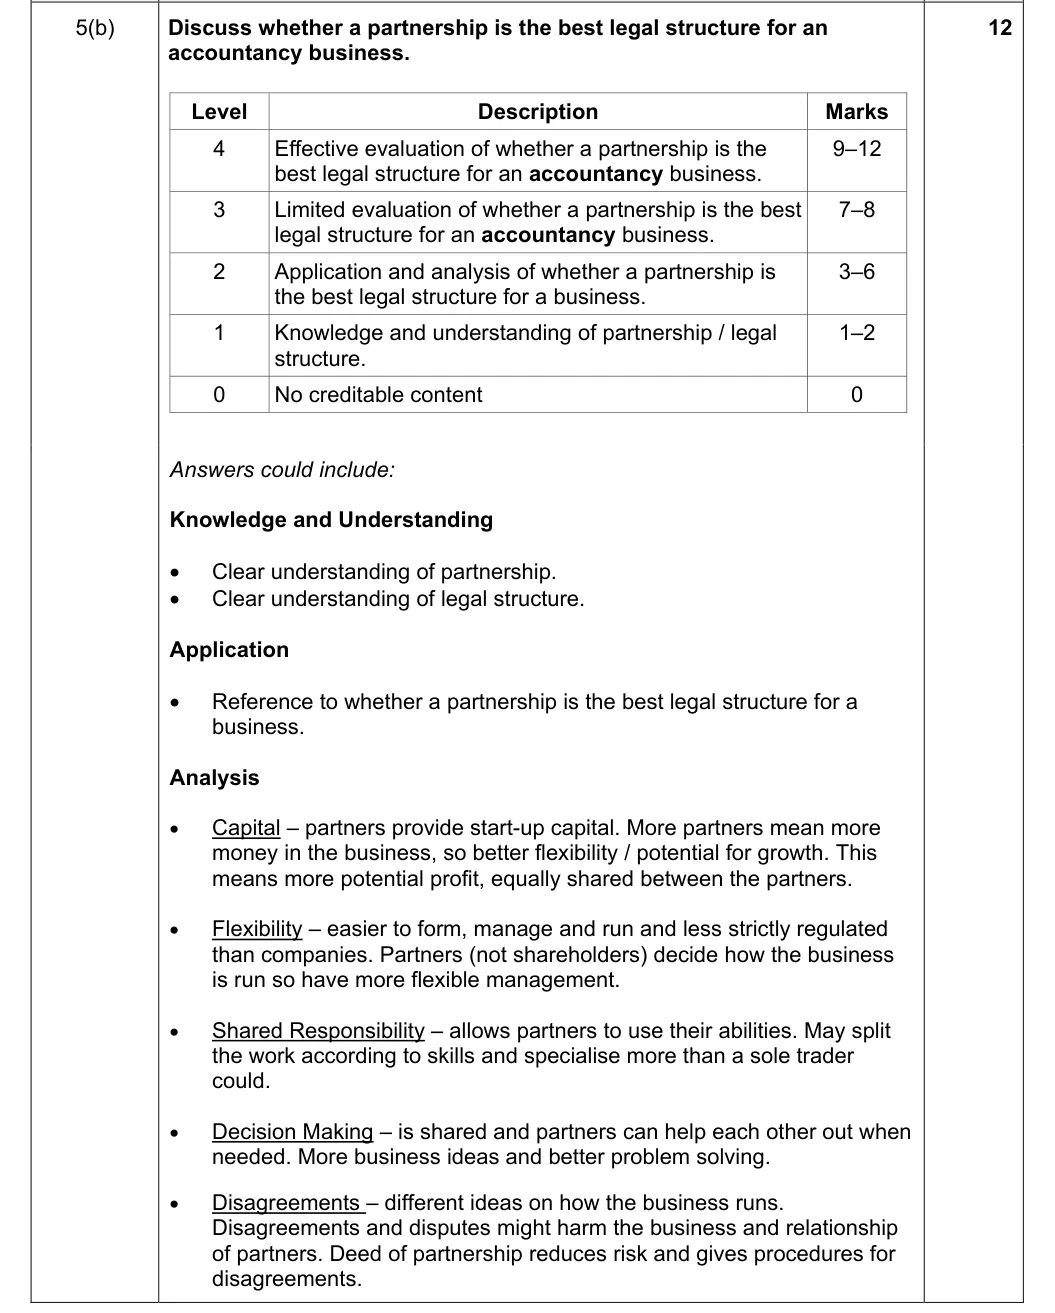 5(b) Discuss whether a partnership is the best legal structure for an 12
accountancy business.
Level Description Marks
4 Effective evaluation of whether a partnership is the 9–12
best legal structure for an accountancy business.
3 Limited evaluation of whether a partnership is the best 7–8
legal structure for an accountancy business.
2 Application and analysis of whether a partnership is 3–6
the best legal structure for a business.
1 Knowledge and understanding of partnership / legal 1–2
structure.
0 No creditable content 0
Answers could include:
Knowledge and Understanding
• Clear understanding of partnership.
• Clear understanding of legal structure.
Application
• Reference to whether a partnership is the best legal structure for a
business.
Analysis
• Capital – partners provide start-up capital. More partners mean more
money in the business, so better flexibility / potential for growth. This
means more potential profit, equally shared between the partners.
• Flexibility – easier to form, manage and run and less strictly regulated
than companies. Partners (not shareholders) decide how the business
is run so have more flexible management.
• Shared Responsibility – allows partners to use their abilities. May split
the work according to skills and specialise more than a sole trader
could.
• Decision Making – is shared and partners can help each other out when
needed. More business ideas and better problem solving.
• Disagreements – different ideas on how the business runs.
Disagreements and disputes might harm the business and relationship
of partners. Deed of partnership reduces risk and gives procedures for
disagreements.